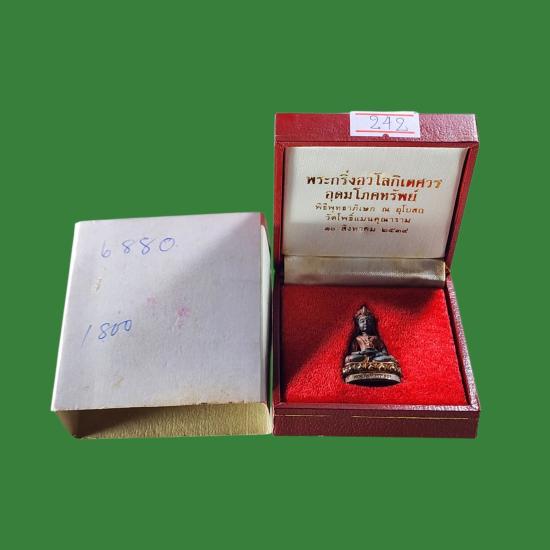 242
พระกริ่งอวโลกิเตศวร
อุดมโภคทรัพย์
พิธีพุทธาภิเษก ณ อุโบสถ
วัดโพธิ์แมนคุณาราม
๓๐ สิงหาคม ๒๕๓๙
6880
1800